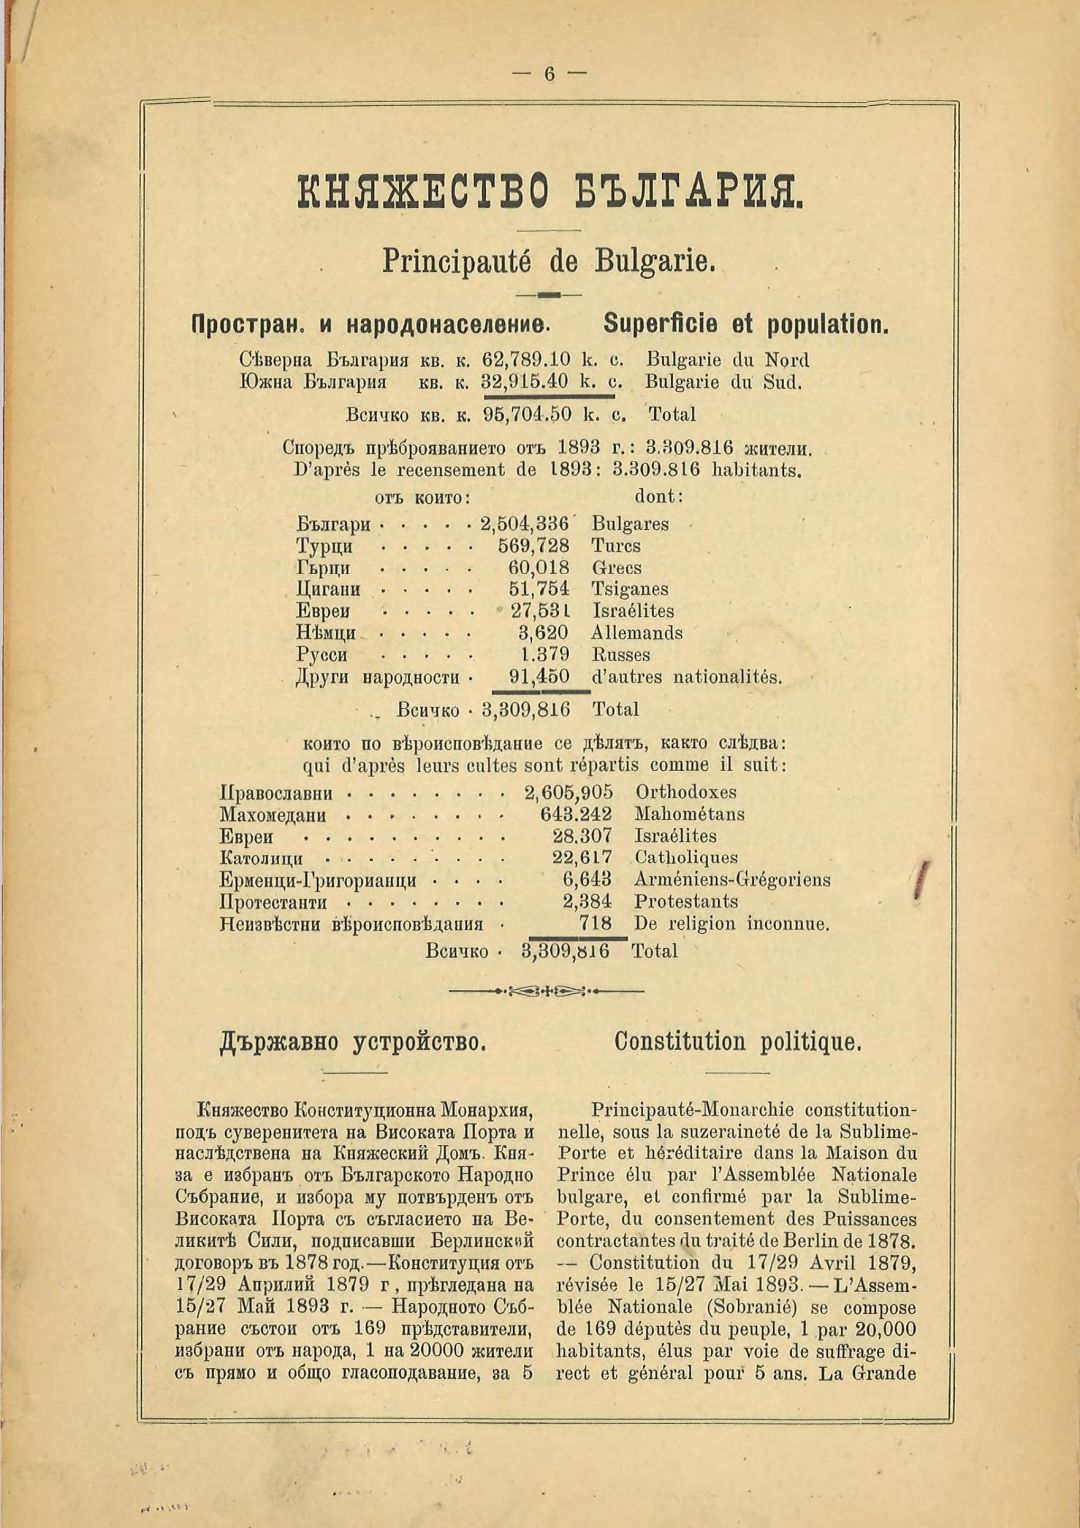 — 6 —
КНЯЖЕСТВО БЪЛГАРИЯ.
Principauté de Bulgarie.
Простран. и народонаселение. Superficie et population.
Сѣверна България кв. к. 62,789.10 k. c. Bulgarie du Nord
Южна България кв. к. 32,915.40 k. c. Bulgarie du Sud.
Всичко кв. к. 95,704.50 k. c. Total
Споредъ прѣброяванието отъ 1893 г.: 3.309.816 жители.
D'aprés le recensement de 1893: 3.309.816 habitants.
отъ които: dont:
Българи · · · · · 2,504,336 Bulgares
Турци · · · · · 569,728 Turcs
Гърци · · · · · 60,018 Grecs
Цигани · · · · · 51,754 Tsiganes
Евреи · · · · · 27,531 Israélites
Нѣмци · · · · · 3,620 Allemands
Русси · · · · · 1.379 Russes
Други народности · 91,450 d'autres nationalités.
Всичко · 3,309,816 Total
които по вѣроисповѣдание се дѣлятъ, както слѣдва:
qui d'aprés leurs cultes sont répartis comme il suit:
Православни · · · · · · · · 2,605,905 Orthodoxes
Махомедани · · · · · · · · 643.242 Mahométans
Евреи · · · · · · · · · · 28.307 Israélites
Католици · · · · · · · · · 22,617 Catholiques
Ерменци-Григорианци · · · · 6,643 Arméniens-Grégoriens
Протестанти · · · · · · · · 2,384 Protestants
Неизвѣстни вѣроисповѣдания · 718 De religion inconnue.
Всичко · 3,309,816 Total
Държавно устройство.
Княжество Конституционна Монархия,
подъ суверенитета на Високата Порта и
наслѣдствена на Княжеский Домъ. Кня-
за е избранъ отъ Българското Народно
Събрание, и избора му потвърденъ отъ
Високата Порта съ съгласието на Ве-
ликитѣ Сили, подписавши Берлинский
договоръ въ 1878 год.—Конституция отъ
17/29 Априлий 1879 г, прѣгледана на
15/27 Май 1893 г. — Народното Съб-
рание състои отъ 169 прѣдставители,
избрани отъ народа, 1 на 20000 жители
съ прямо и общо гласоподавание, за 5
Constitution politique.
Principauté-Monarchie constitution-
nelle, sous la suzeraineté de la Sublime-
Porte et héréditaire dans la Maison du
Prince élu par l'Assemblée Nationale
bulgare, et confirmé par la Sublime-
Porte, du consentement des Puissances
contractantes du traité de Berlin de 1878.
— Constitution du 17/29 Avril 1879,
révisée le 15/27 Mai 1893. — L'Assem-
blée Nationale (Sobranié) se compose
de 169 députès du peuple, 1 par 20,000
habitants, élus par voie de suffrage di-
rect et général pour 5 ans. La Grande